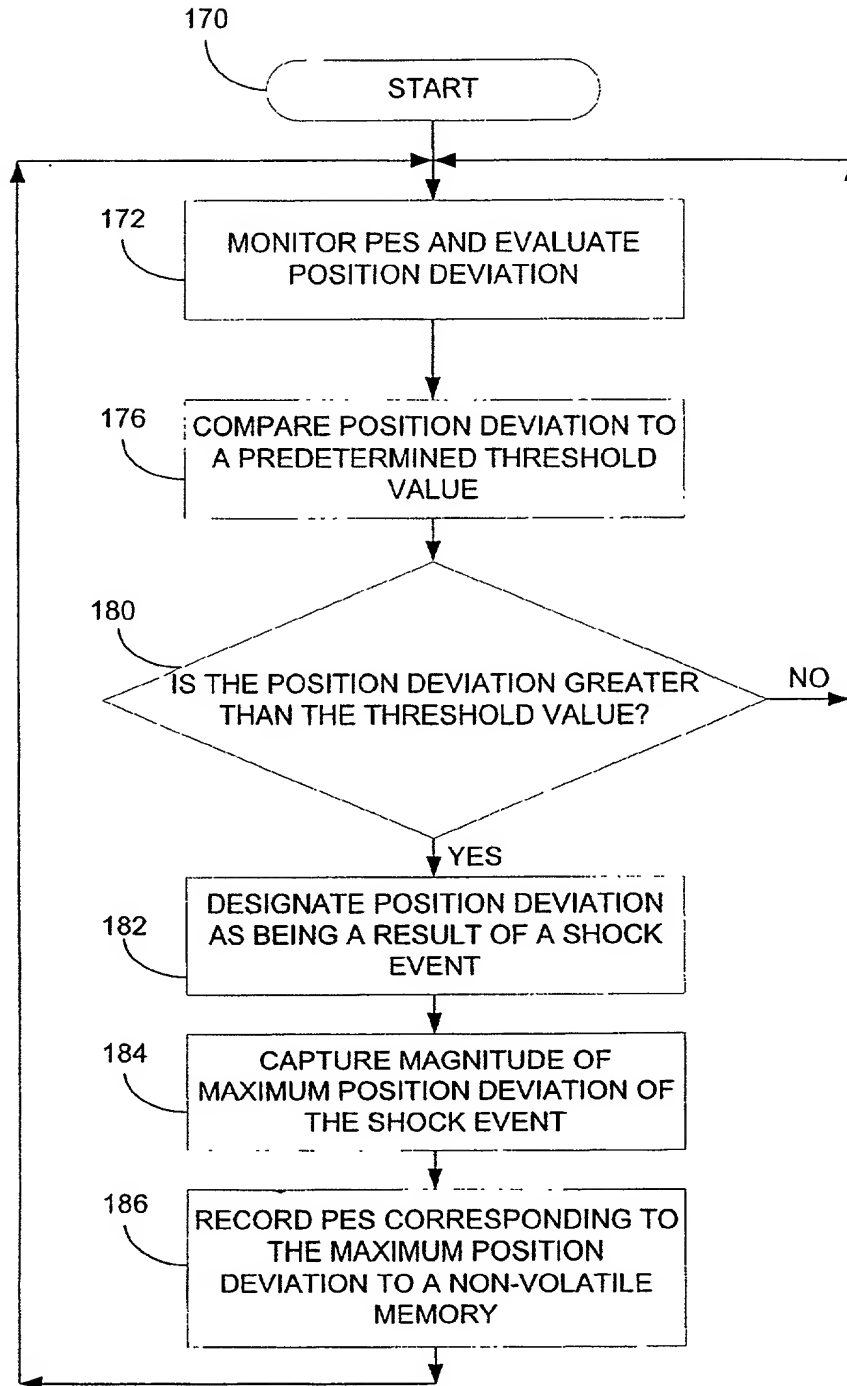 170
START
172
MONITOR PES AND EVALUATE
POSITION DEVIATION
176
COMPARE POSITION DEVIATION TO
A PREDETERMINED THRESHOLD
VALUE
180
IS THE POSITION DEVIATION GREATER
THAN THE THRESHOLD VALUE?
NO
YES
182
DESIGNATE POSITION DEVIATION
AS BEING A RESULT OF A SHOCK
EVENT
184
CAPTURE MAGNITUDE OF
MAXIMUM POSITION DEVIATION OF
THE SHOCK EVENT
186
RECORD PES CORRESPONDING TO
THE MAXIMUM POSITION
DEVIATION TO A NON-VOLATILE
MEMORY